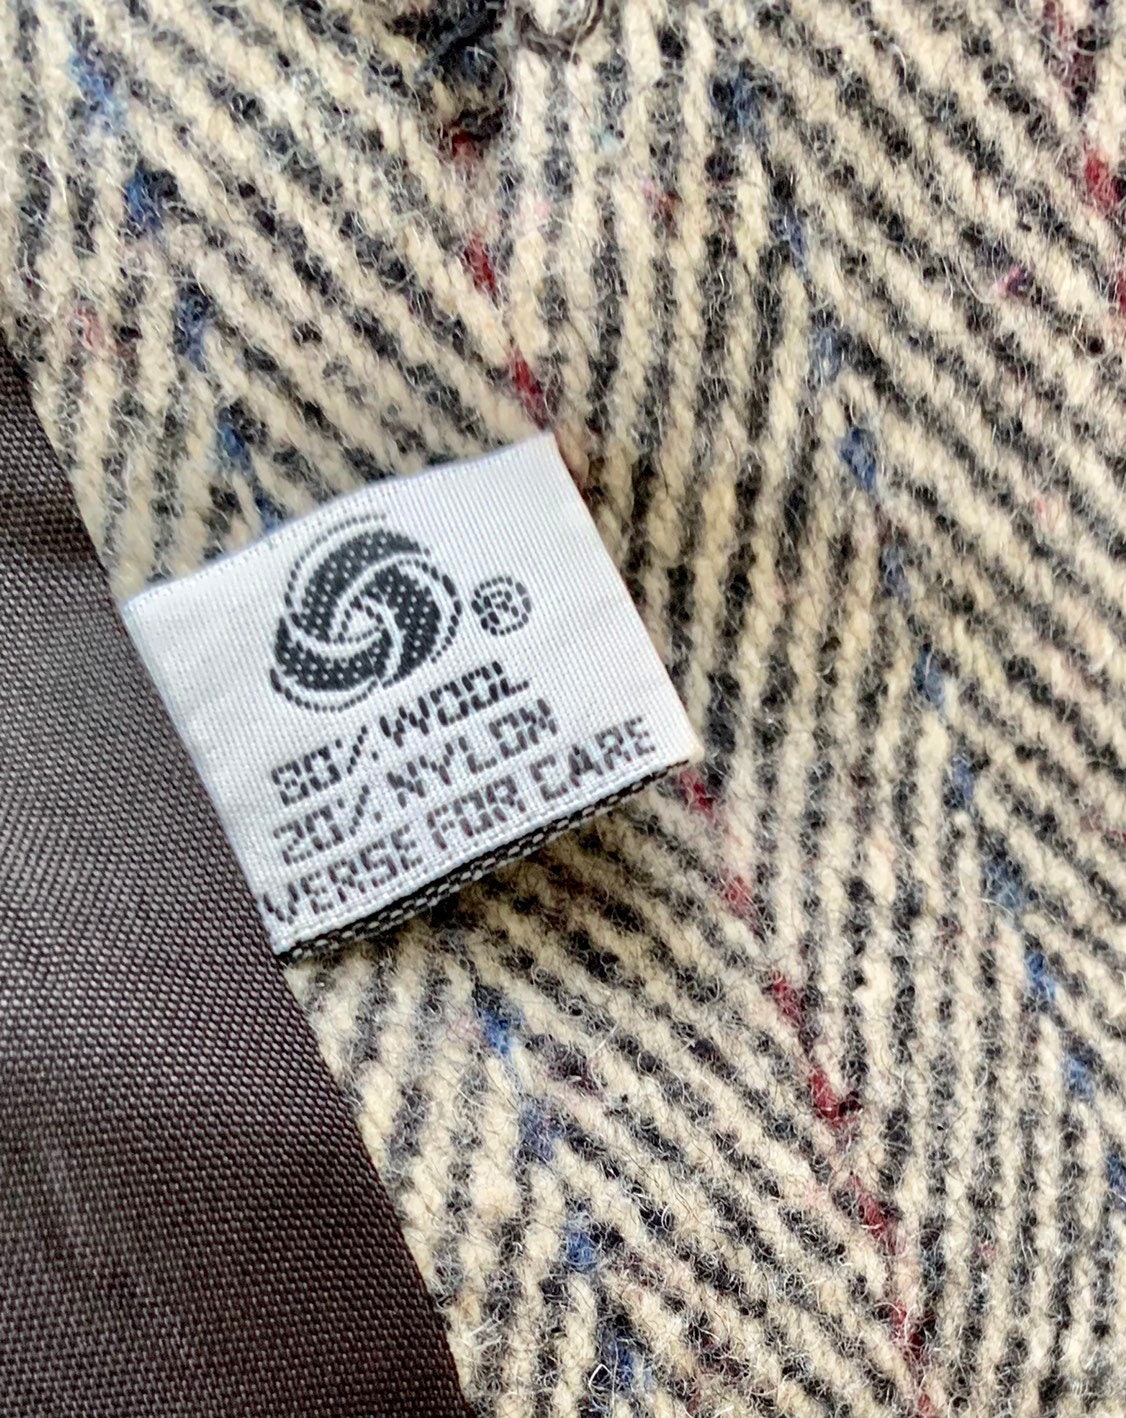 ®
80% WOOL
20% NYLON
VERSE FOR CARE